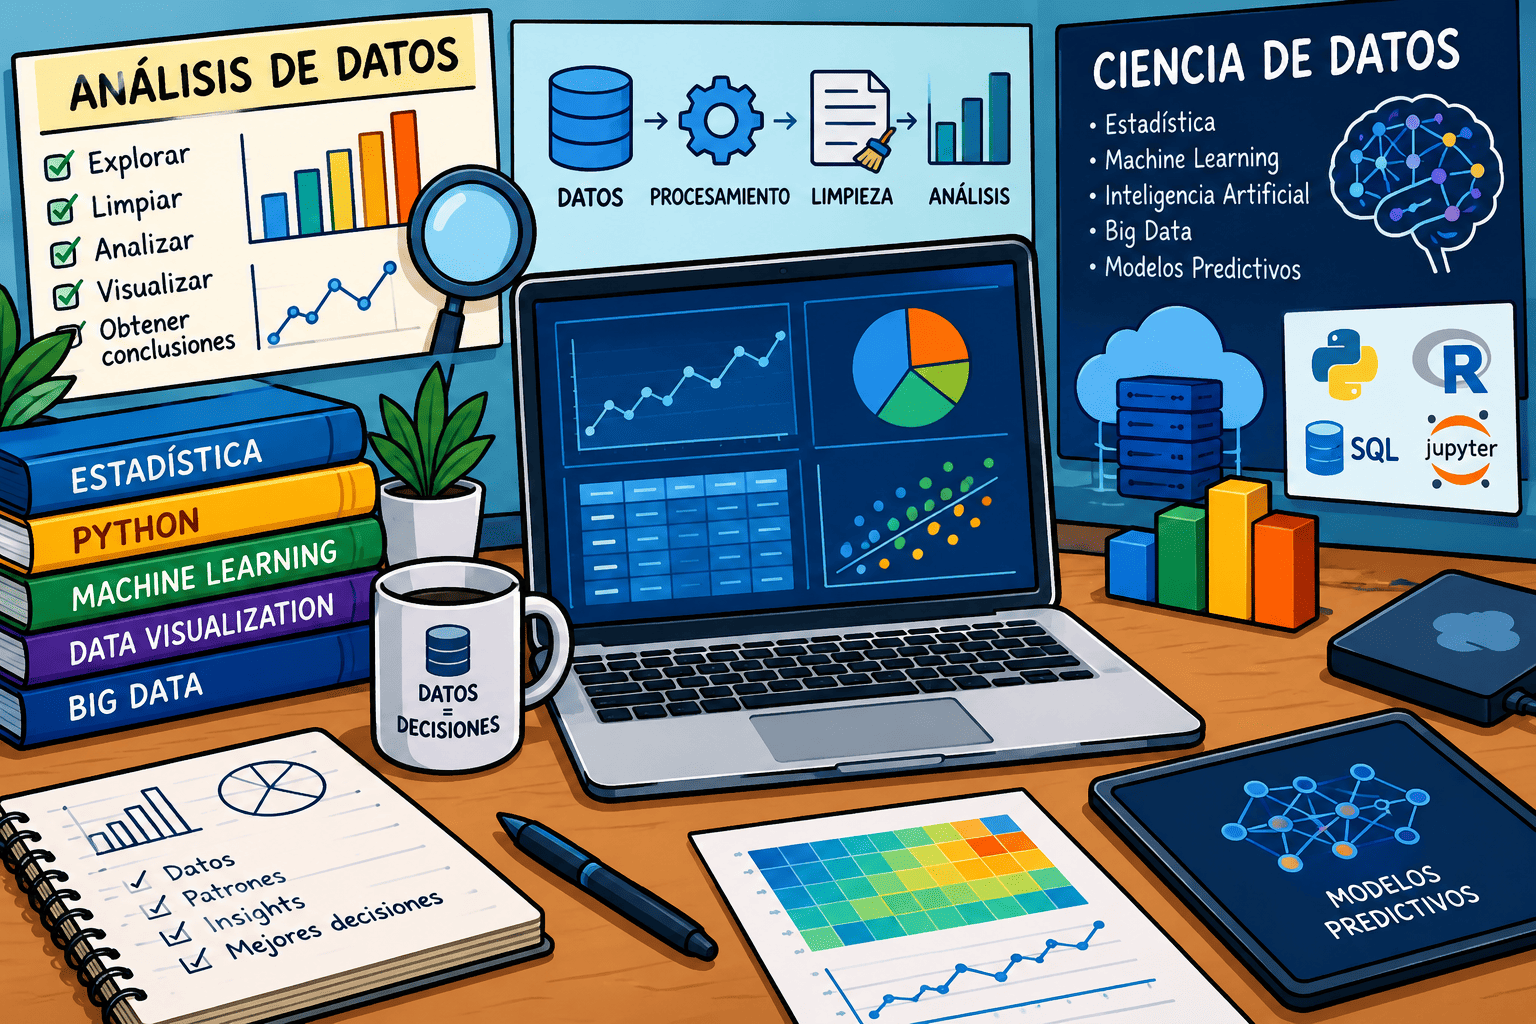 ANÁLISIS DE DATOS
Explorar
Limpiar
Analizar
Visualizar
Obtener
conclusiones
DATOS
PROCESAMIENTO
LIMPIEZA
ANÁLISIS
CIENCIA DE DATOS
• Estadística
• Machine Learning
• Inteligencia Artificial
• Big Data
• Modelos Predictivos
R
SQL
jupyter
ESTADÍSTICA
PYTHON
MACHINE LEARNING
DATA VISUALIZATION
BIG DATA
DATOS
=
DECISIONES
Datos
Patrones
Insights
Mejores decisiones
MODELOS
PREDICTIVOS